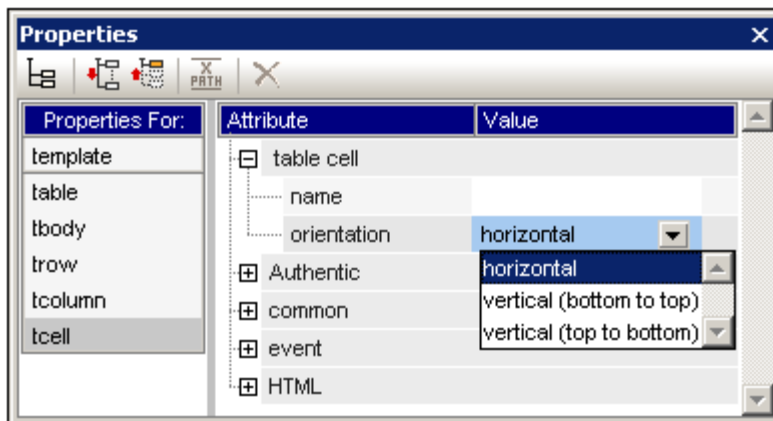 Properties
X
PATH
Properties For:
Attribute Value
template
table
tbody
trow
tcolumn
tcell
table cell
name
orientation horizontal
horizontal
vertical (bottom to top)
vertical (top to bottom)
Authentic
common
event
HTML